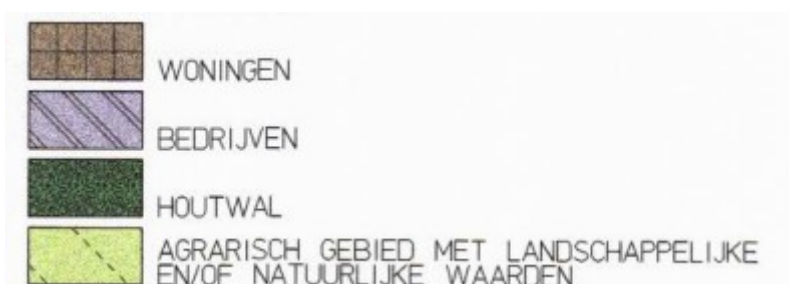 WONINGEN
BEDRIJVEN
HOUTWAL
AGRARISCH GEBIED MET LANDSCHAPPELIJKE
EN/OF NATUURLIJKE WAARDEN